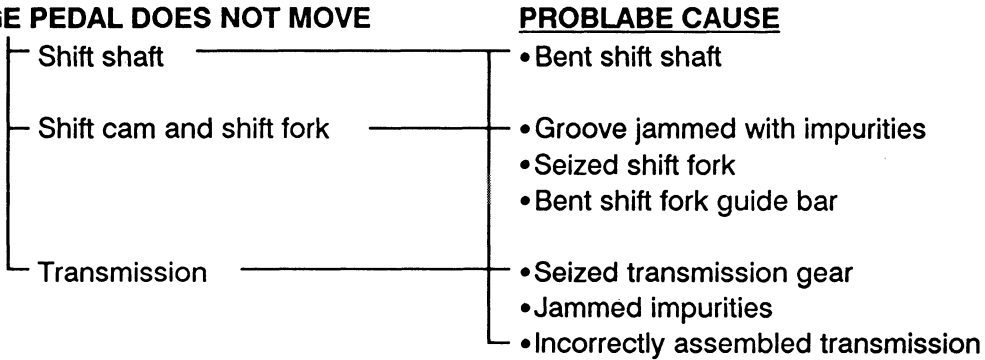 GE PEDAL DOES NOT MOVE PROBLABE CAUSE
Shift shaft • Bent shift shaft
Shift cam and shift fork • Groove jammed with impurities
• Seized shift fork
• Bent shift fork guide bar
Transmission • Seized transmission gear
• Jammed impurities
• Incorrectly assembled transmission